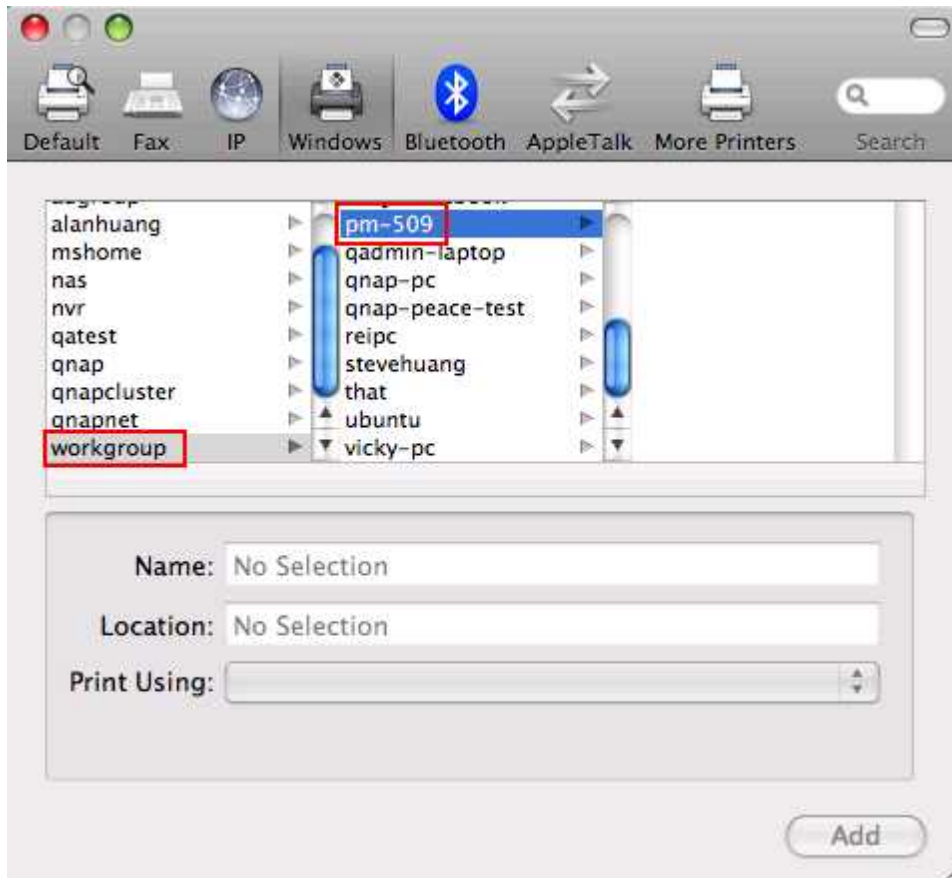 Default Fax IP Windows Bluetooth AppleTalk More Printers Search
alanhuang
mshome
nas
nvr
qatest
qnap
qnapcluster
qnapnet
workgroup
pm-509
qadmin-laptop
qnap-pc
qnap-peace-test
reipc
stevehuang
that
ubuntu
vicky-pc
Name: No Selection
Location: No Selection
Print Using:
Add